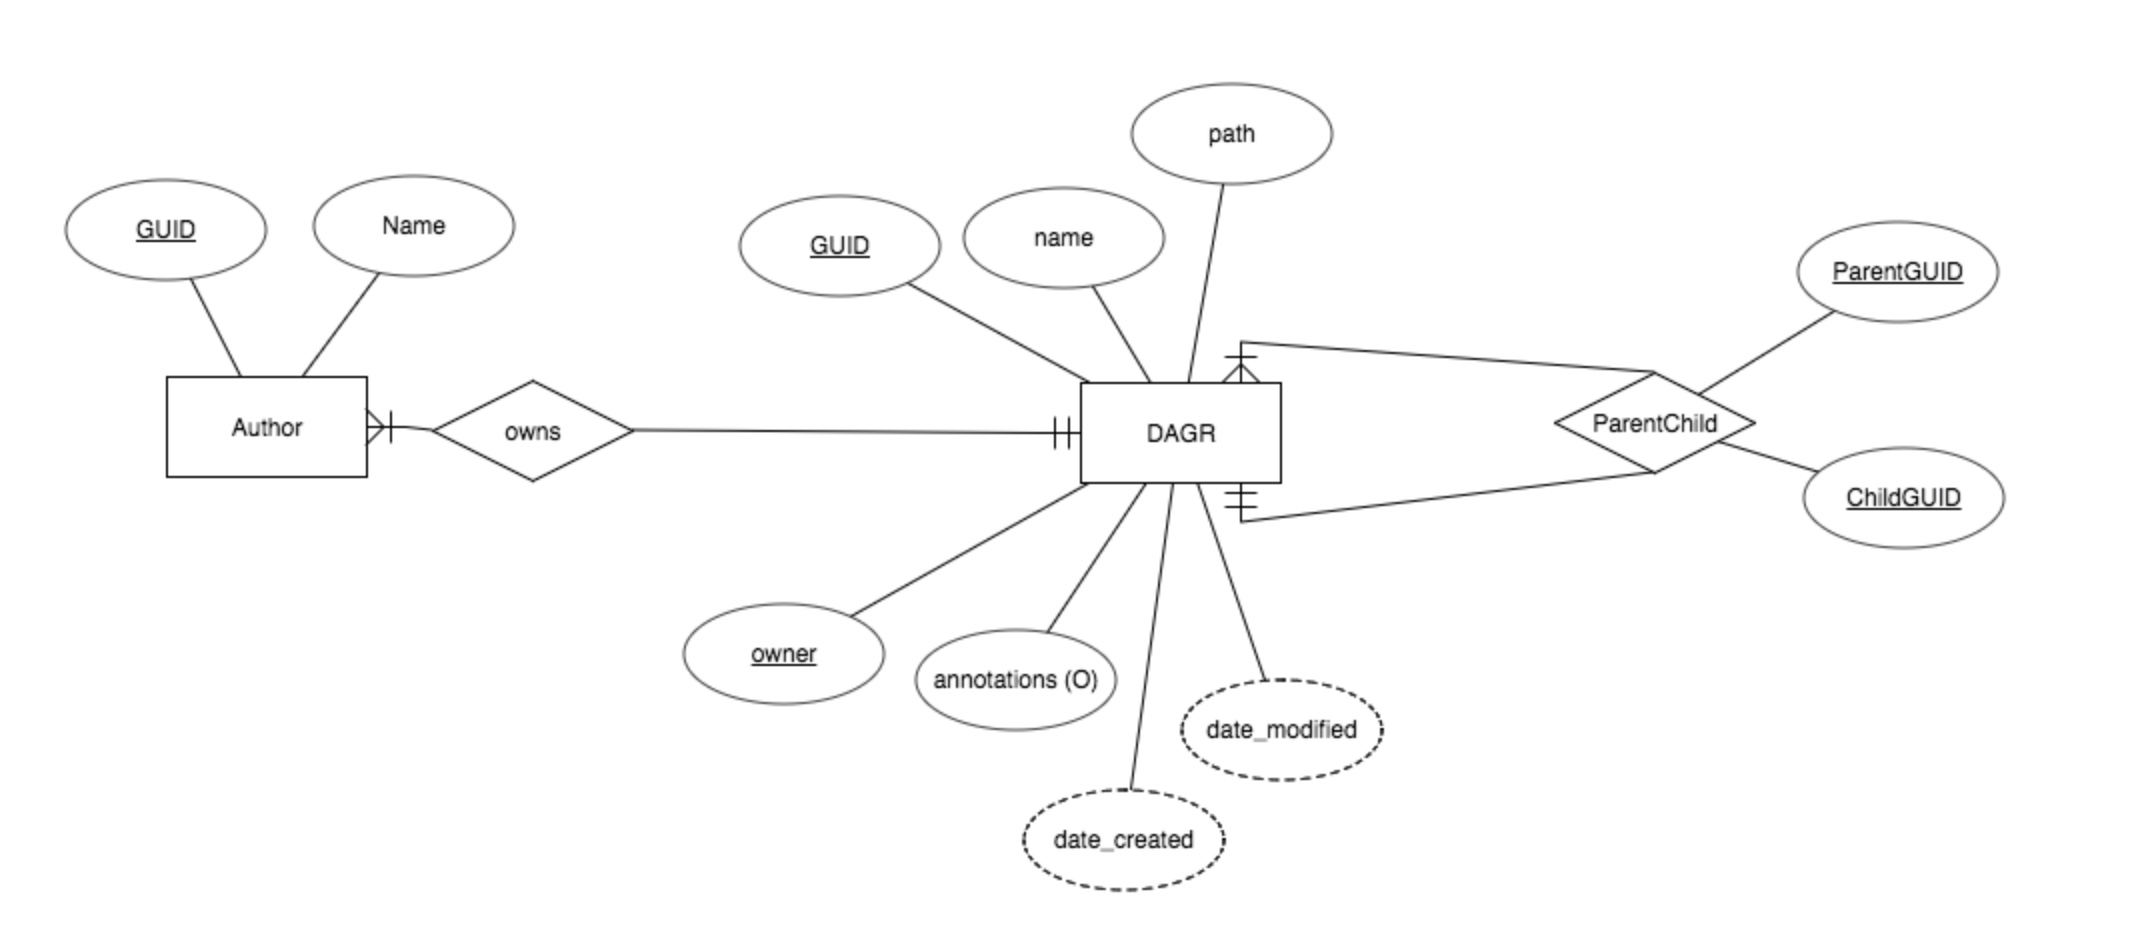 path
GUID
Name
GUID
name
ParentGUID
Author
owns
DAGR
ParentChild
ChildGUID
owner
annotations (O)
date_modified
date_created